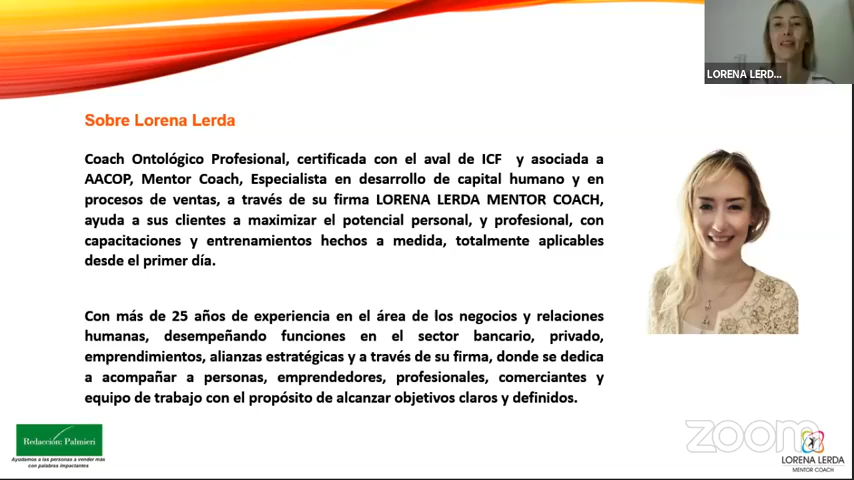 LORENA LERD...
Sobre Lorena Lerda
Coach Ontológico Profesional, certificada con el aval de ICF y asociada a
AACOP, Mentor Coach, Especialista en desarrollo de capital humano y en
procesos de ventas, a través de su firma LORENA LERDA MENTOR COACH,
ayuda a sus clientes a maximizar el potencial personal, y profesional, con
capacitaciones y entrenamientos hechos a medida, totalmente aplicables
desde el primer día.
Con más de 25 años de experiencia en el área de los negocios y relaciones
humanas, desempeñando funciones en el sector bancario, privado,
emprendimientos, alianzas estratégicas y a través de su firma, donde se dedica
a acompañar a personas, emprendedores, profesionales, comerciantes y
equipo de trabajo con el propósito de alcanzar objetivos claros y definidos.
Redacción: Palmieri
Ayudamos a las personas a vender más
con palabras impactantes
zoom
LORENA LERDA
MENTOR COACH